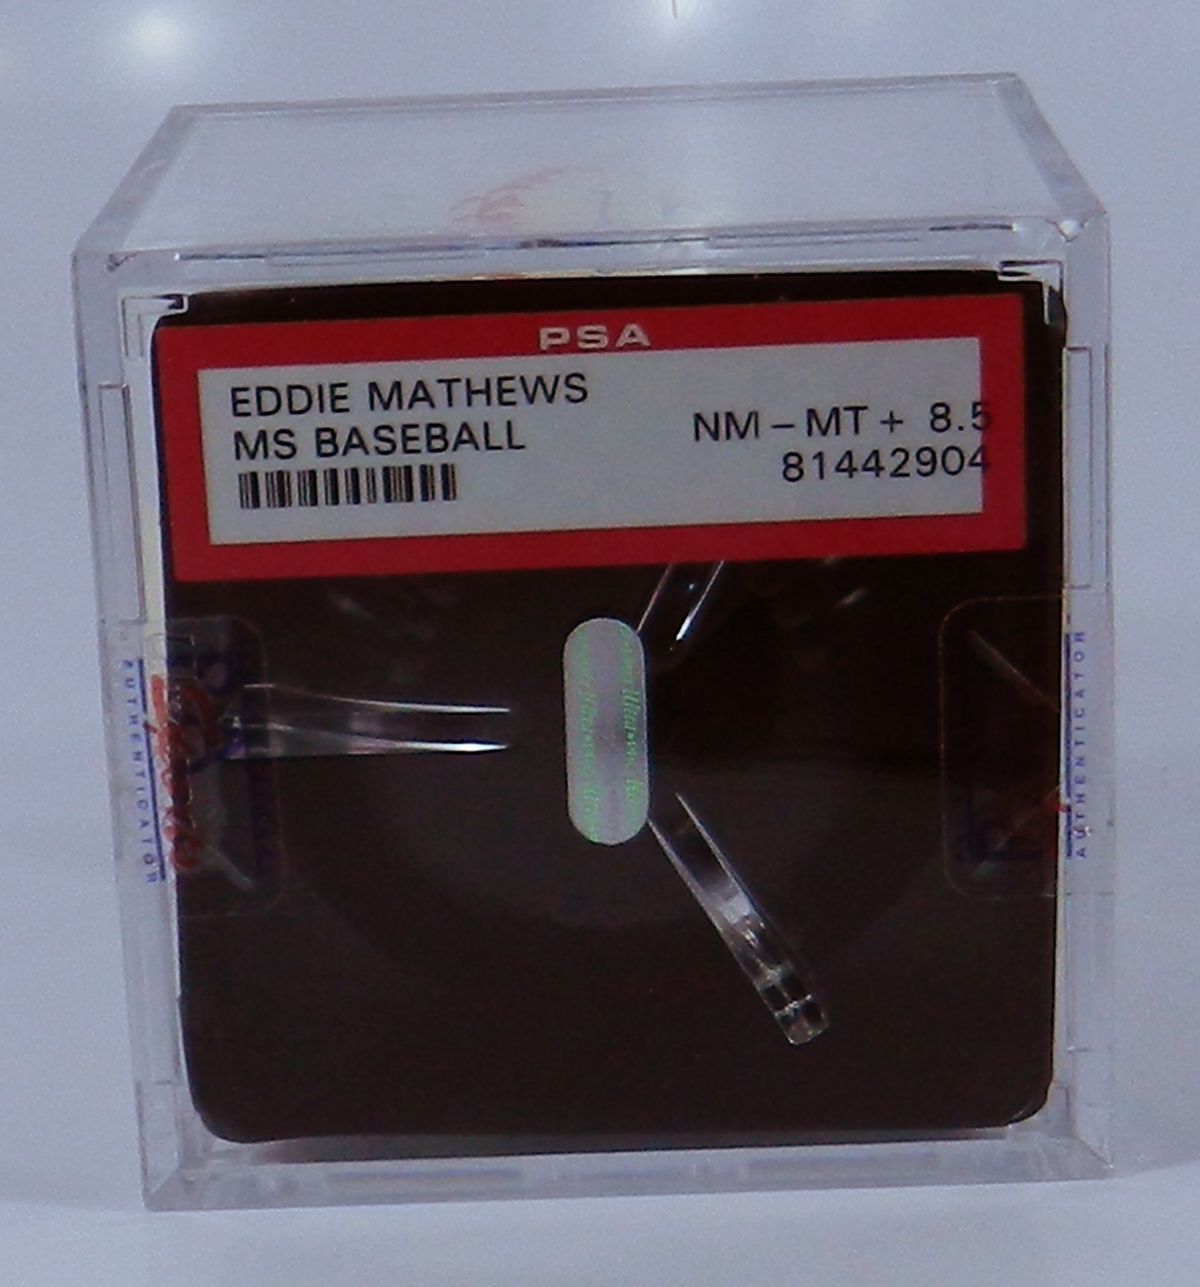 PSA
EDDIE MATHEWS
MS BASEBALL
NM – MT + 8.5
81442904
AUTHENTICATOR
AUTHENTICATOR